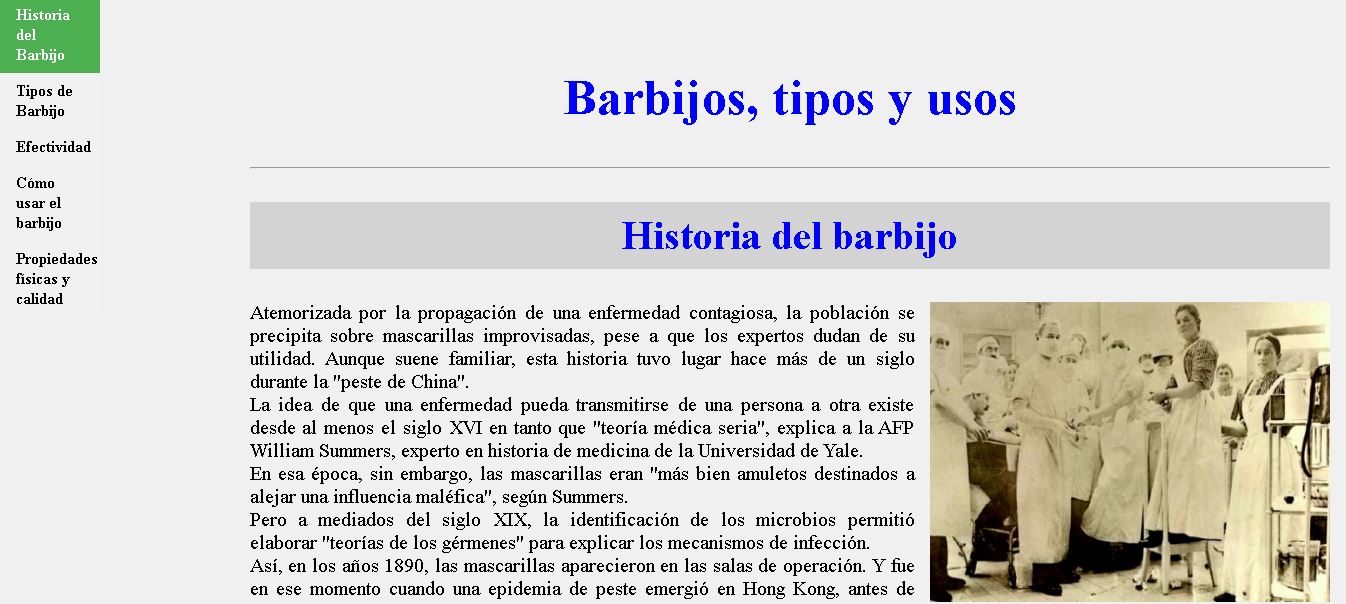 Historia
del
Barbijo
Tipos de
Barbijo
Efectividad
Cómo
usar el
barbijo
Propiedades
fisicas y
calidad
Barbijos, tipos y usos
Historia del barbijo
Atemorizada por la propagación de una enfermedad contagiosa, la población se
precipita sobre mascarillas improvisadas, pese a que los expertos dudan de su
utilidad. Aunque suene familiar, esta historia tuvo lugar hace más de un siglo
durante la "peste de China".
La idea de que una enfermedad pueda transmitirse de una persona a otra existe
desde al menos el siglo XVI en tanto que "teoría médica seria", explica a la AFP
William Summers, experto en historia de medicina de la Universidad de Yale.
En esa época, sin embargo, las mascarillas eran "más bien amuletos destinados a
alejar una influencia maléfica", según Summers.
Pero a mediados del siglo XIX, la identificación de los microbios permitió
elaborar "teorías de los gérmenes" para explicar los mecanismos de infección.
Así, en los años 1890, las mascarillas aparecieron en las salas de operación. Y fue
en ese momento cuando una epidemia de peste emergió en Hong Kong, antes de